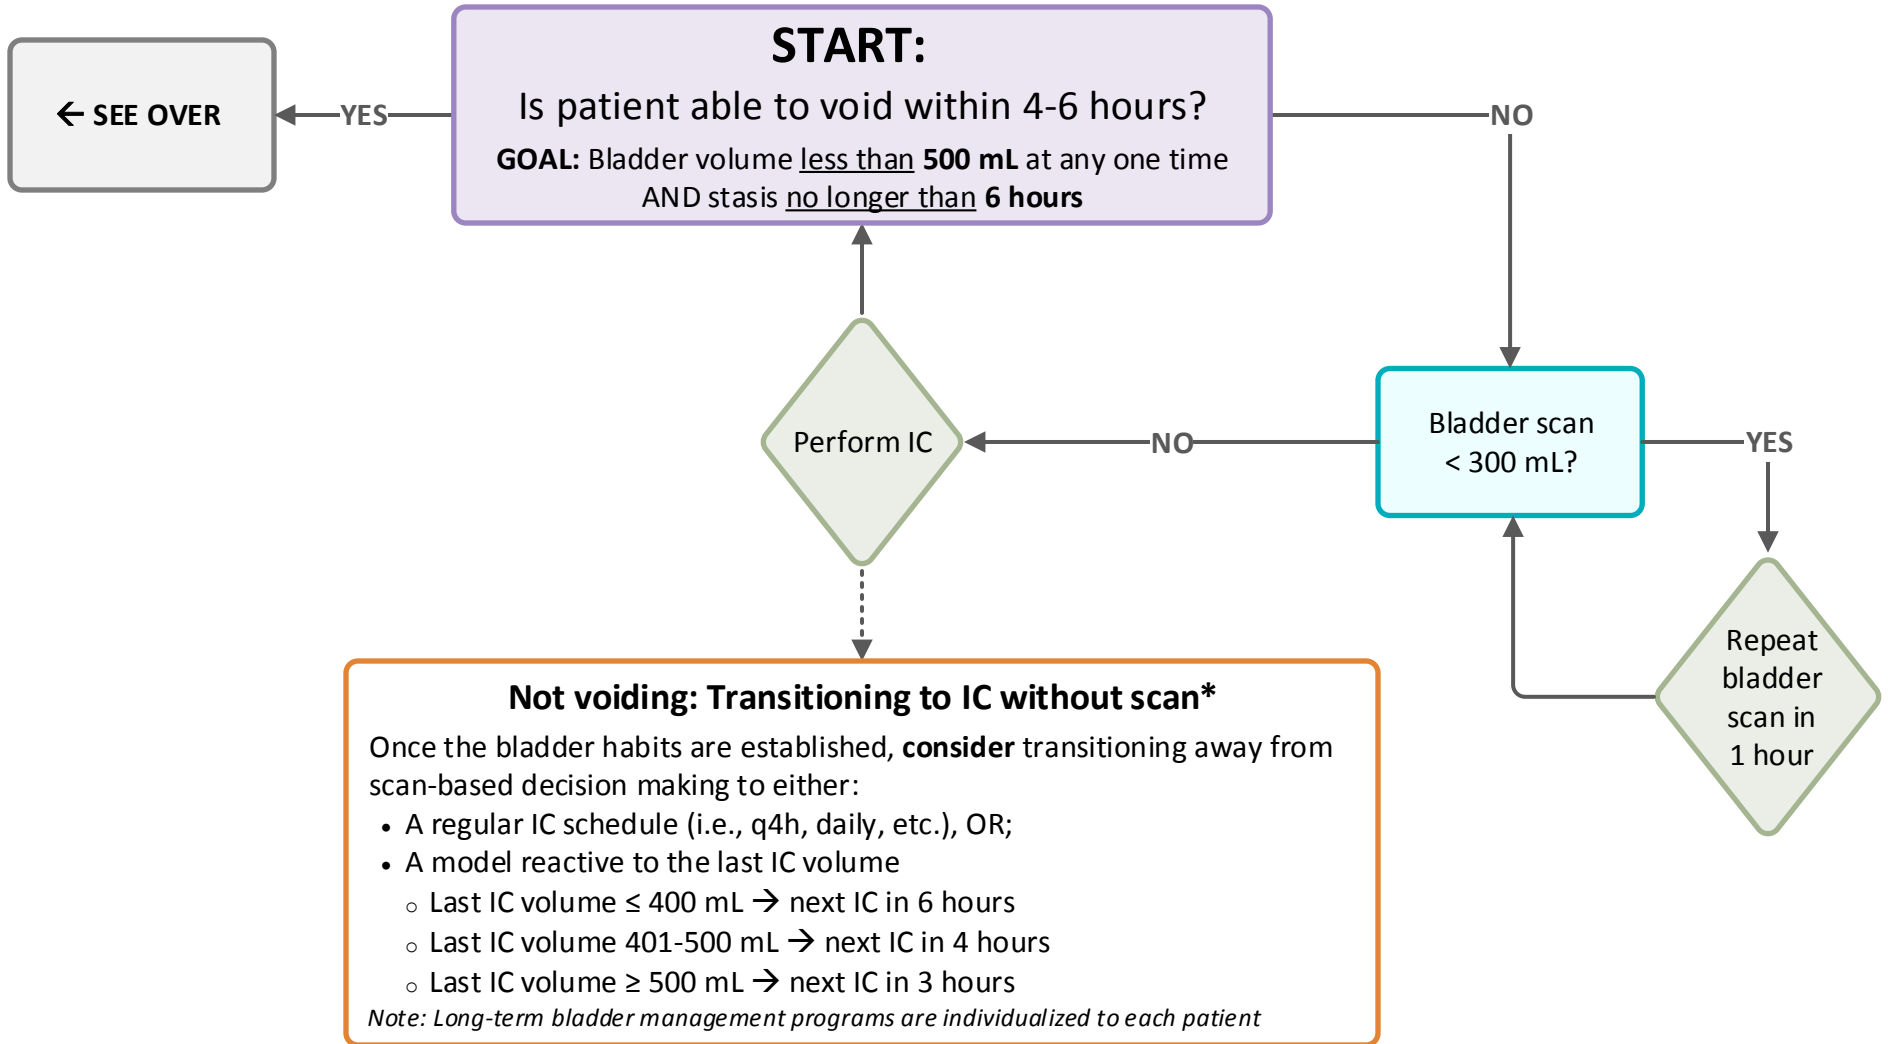 START:
Is patient able to void within 4-6 hours?
GOAL: Bladder volume less than 500 mL at any one time
AND stasis no longer than 6 hours
← SEE OVER
YES
NO
Bladder scan
< 300 mL?
NO
YES
Perform IC
Repeat
bladder
scan in
1 hour
Not voiding: Transitioning to IC without scan*
Once the bladder habits are established, consider transitioning away from
scan-based decision making to either:
• A regular IC schedule (i.e., q4h, daily, etc.), OR;
• A model reactive to the last IC volume
○ Last IC volume ≤ 400 mL → next IC in 6 hours
○ Last IC volume 401-500 mL → next IC in 4 hours
○ Last IC volume ≥ 500 mL → next IC in 3 hours
Note: Long-term bladder management programs are individualized to each patient